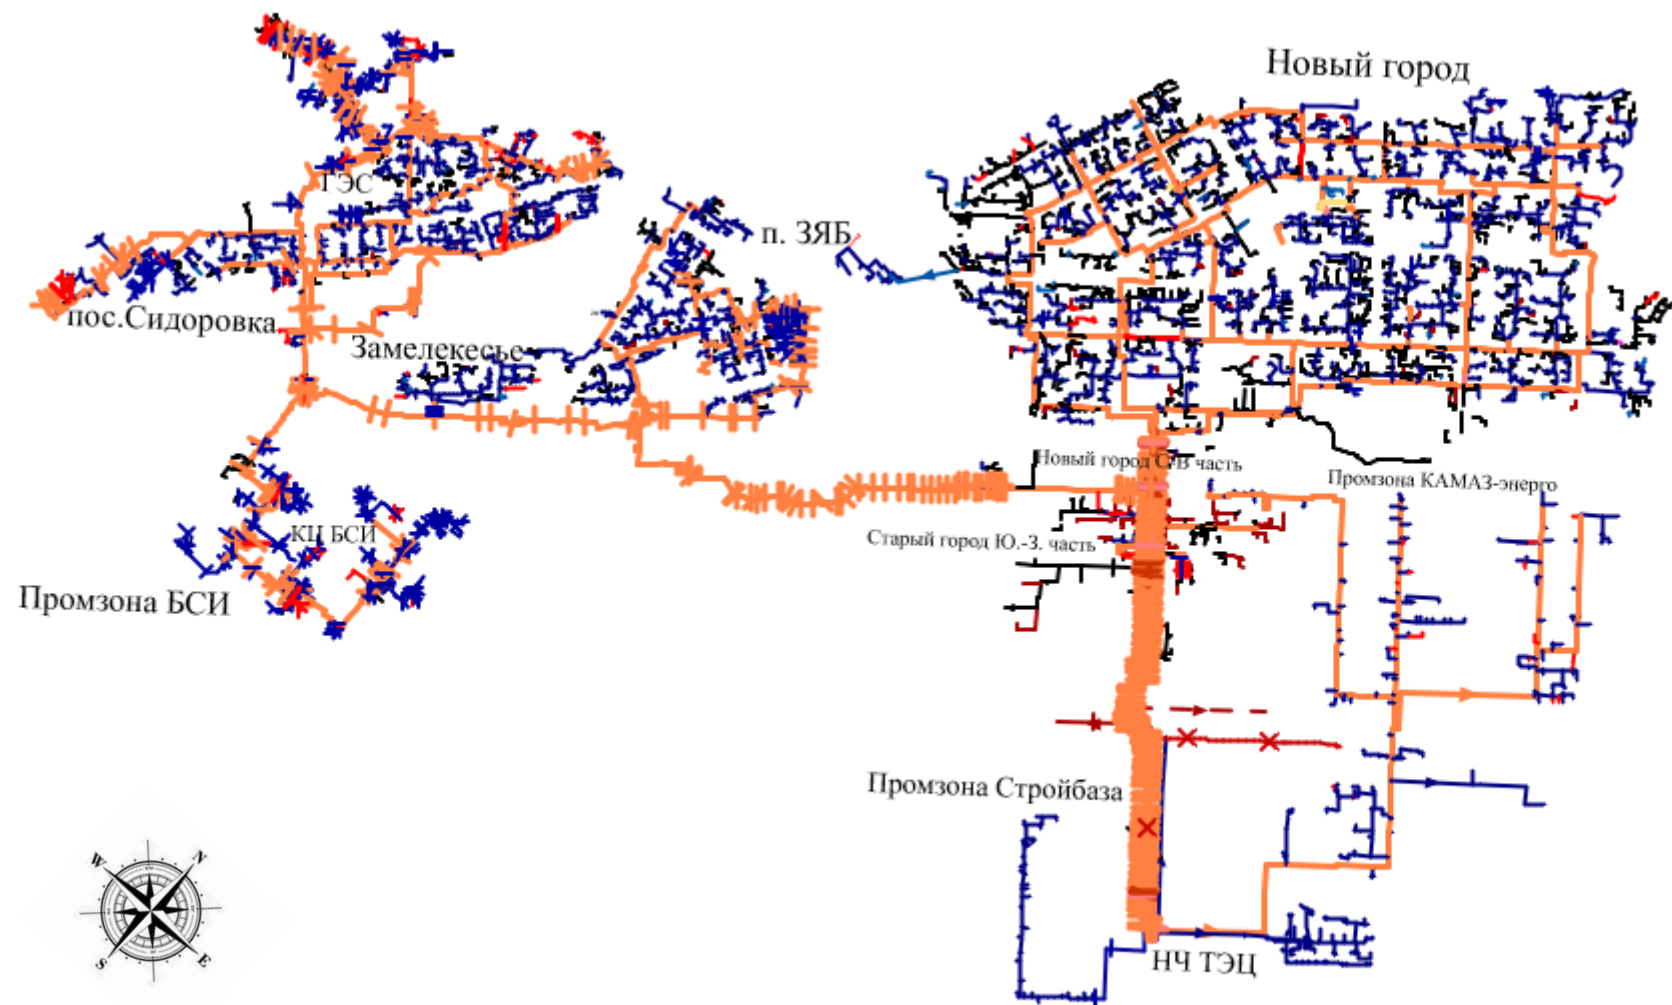 Новый город
ГЭС
п. ЗЯБ
пос.Сидоровка
Замелекесье
Новый город С-В часть
Промзона КАМАЗ-энерго
КЦ БСИ
Старый город Ю.-З. часть
Промзона БСИ
Промзона Стройбаза
НЧ ТЭЦ
W N
S E